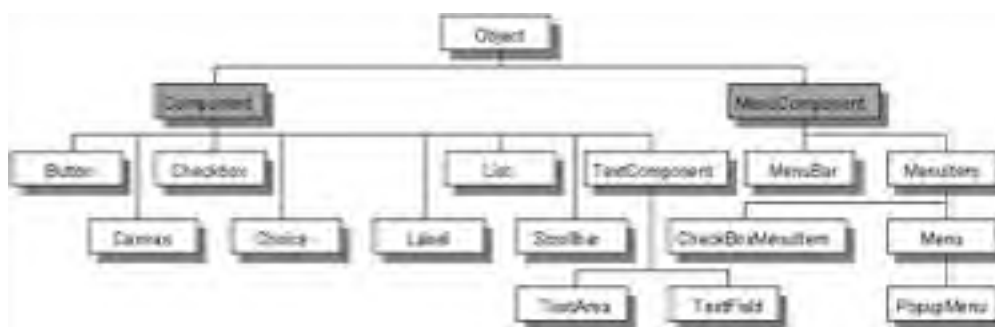 Object
Component
MenuComponent
Button
Checkbox
List
TextComponent
MenuBar
MenuItem
Canvas
Choice
Label
Scrollbar
CheckBoxMenuItem
Menu
TextArea
TextField
PopupMenu